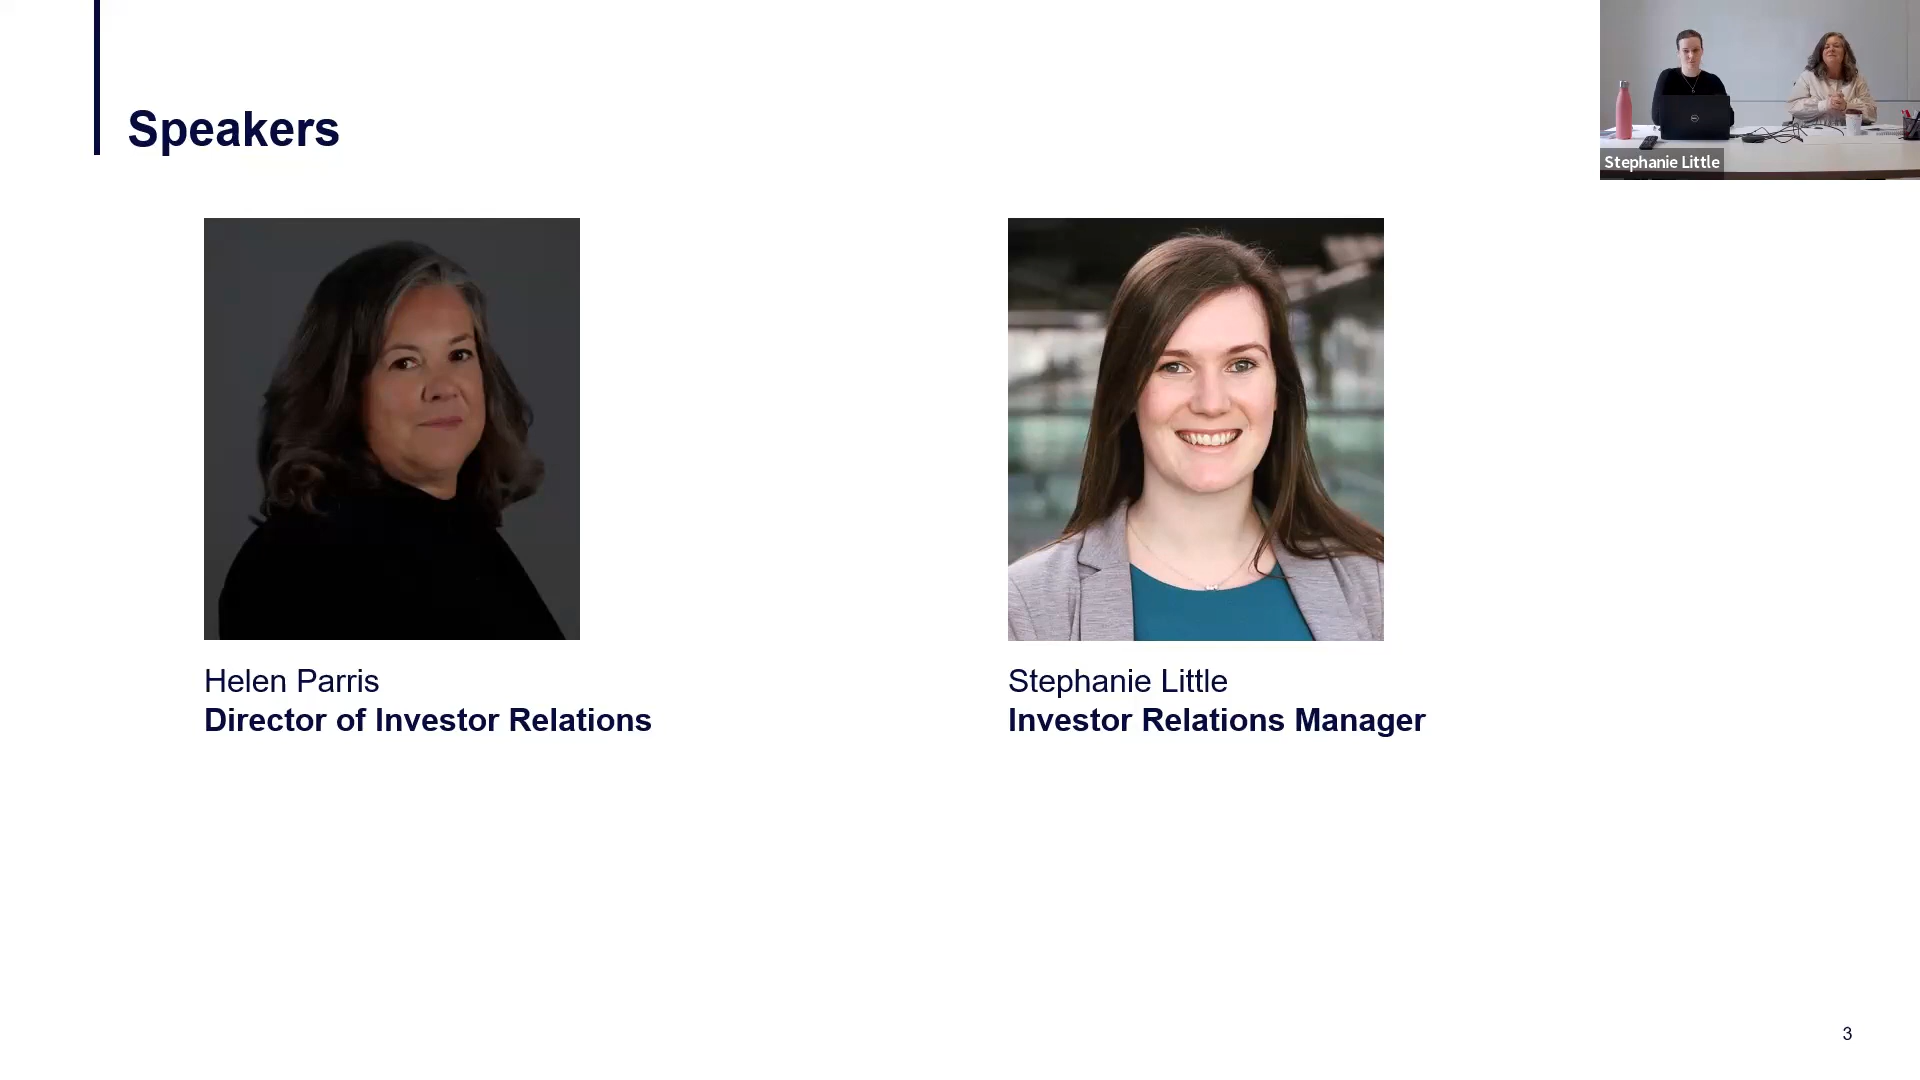 Speakers
Stephanie Little
Helen Parris
Director of Investor Relations
Stephanie Little
Investor Relations Manager
3